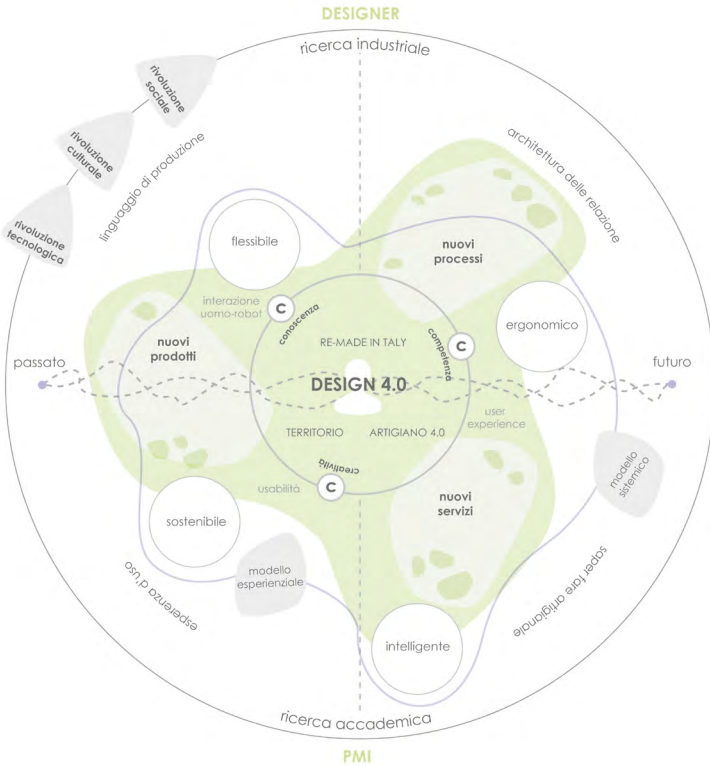 DESIGNER
ricerca industriale
rivoluzione
sociale
rivoluzione
culturale
rivoluzione
tecnologica
linguaggio di produzione
architettura delle relazione
flessibile
nuovi
processi
interazione
uomo-robot
C
conoscenza
ergonomico
RE-MADE IN TALY
C
competenza
nuovi
prodotti
passato
futuro
DESIGN 4.0
user
experience
TERRITORIO
ARTIGIANO 4.0
creatività
C
usabilità
modello
sistemico
nuovi
servizi
sostenibile
modello
esperienziale
esperienza d'uso
saper fare artigianale
intelligente
ricerca accademica
PMI